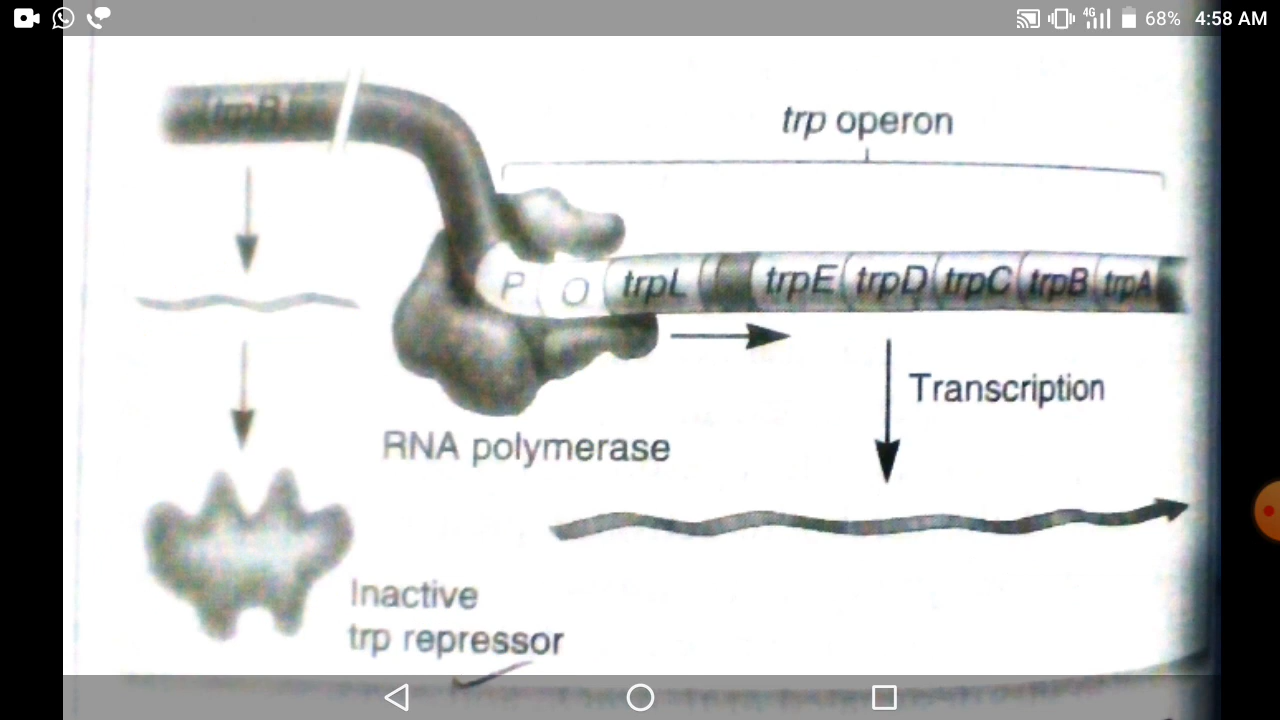 68% 4:58 AM
4G
trpR
trp operon
P O trpL trpE trpD trpC trpB trpA
Transcription
RNA polymerase
Inactive
trp repressor